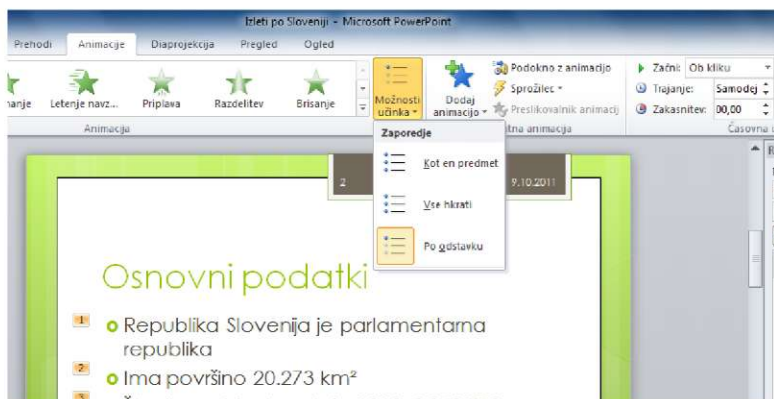 Izleti po Sloveniji - Microsoft PowerPoint
Prehodi Animacije Diaprojekcija Pregled Ogled
Letenje navz... Priplava Razdelitev Brisanje
Možnosti učinka
Dodaj animacijo
Podokno z animacijo
Sprožilec
Preslikovalnik animacij
Začni: Ob kliku
Trajanje: Samodej
Zakasnitev: 00,00
Animacija
tna animacija
Časovna
Zaporedje
Kot en predmet
Vse hkrati
Po odstavku
2
9.10.2011
Osnovni podatki
1 Republika Slovenija je parlamentarna
republika
2 Ima površino 20.273 km²
3